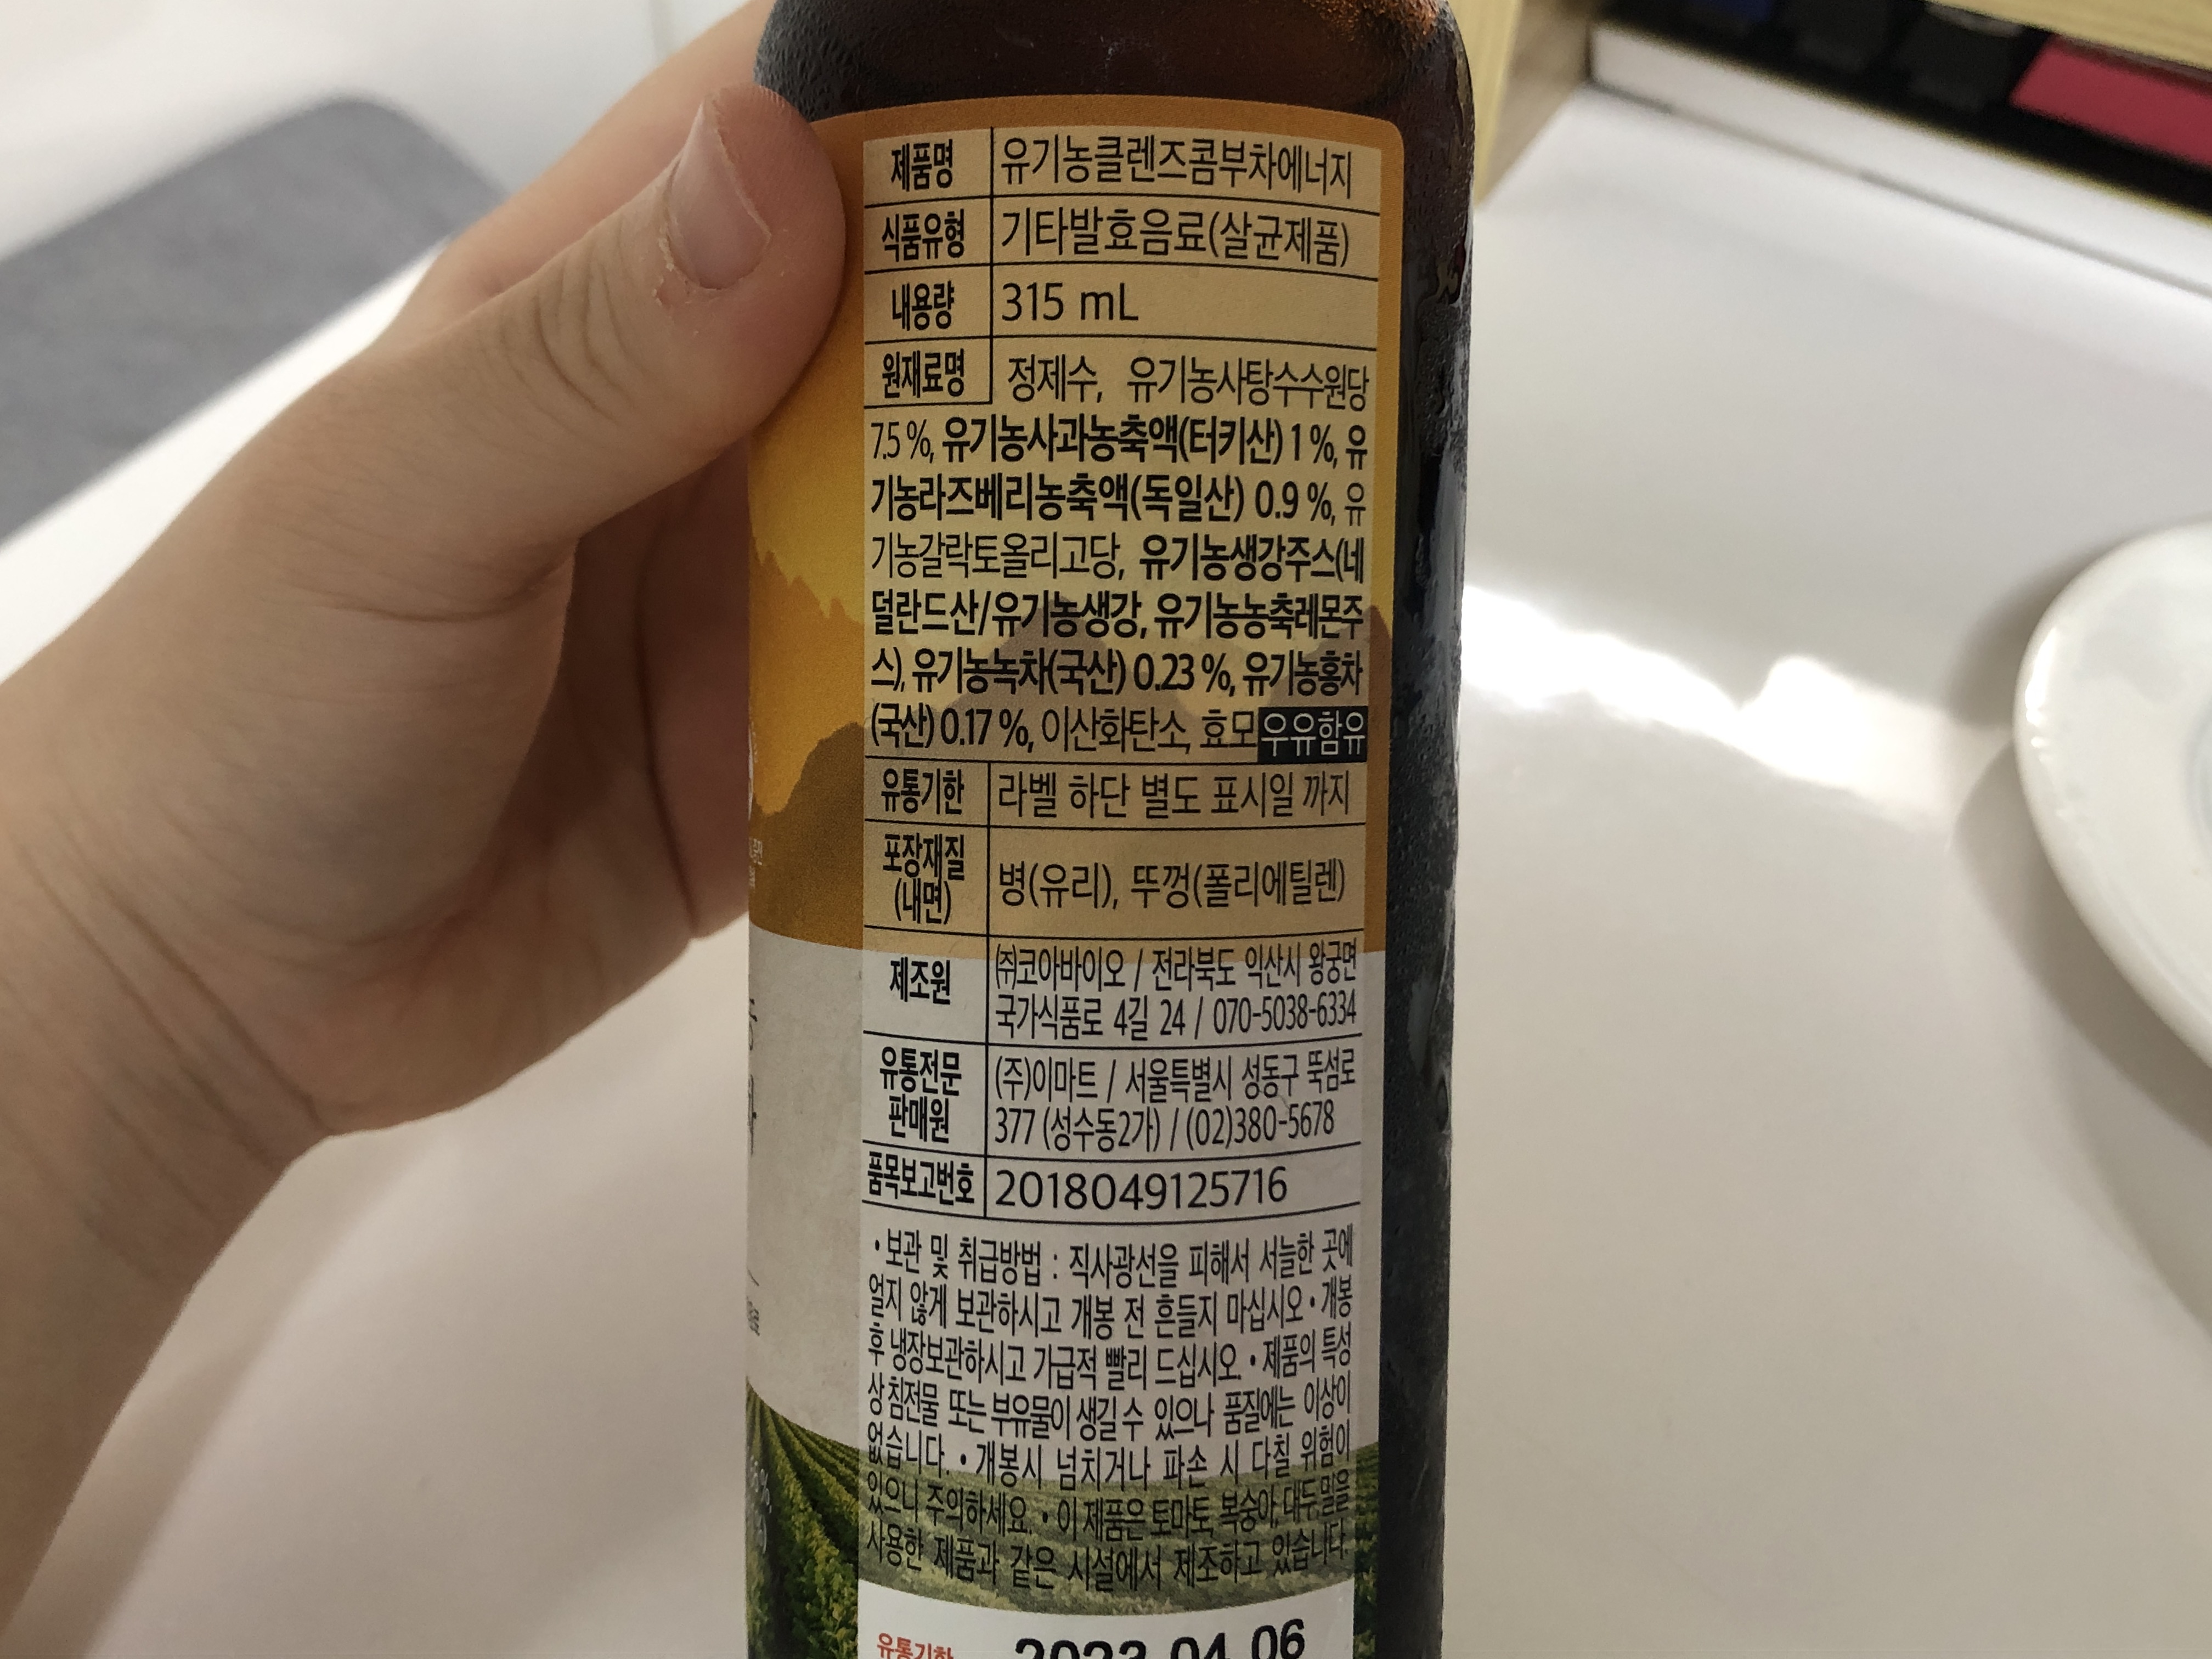 제품명 유기농클렌즈콤부차에너지
식품유형 기타발효음료(살균제품)
내용량 315 mL
원재료명 정제수, 유기농사탕수수원당
7.5 %, 유기농사과농축액(터키산) 1 %, 유
기농라즈베리농축액(독일산) 0.9 %, 유
기농갈락토올리고당, 유기농생강주스(네
덜란드산/유기농생강, 유기농농축레몬주
스), 유기농녹차(국산) 0.23 %, 유기농홍차
(국산) 0.17 %, 이산화탄소, 효모 우유함유
유통기한 라벨 하단 별도 표시일 까지
포장재질
(내면) 병(유리), 뚜껑(폴리에틸렌)
제조원 ㈜코아바이오 / 전라북도 익산시 왕궁면
국가식품로 4길 24 / 070-5038-6334
유통전문
판매원 (주)이마트 / 서울특별시 성동구 뚝섬로
377 (성수동2가) / (02)380-5678
품목보고번호 2018049125716
• 보관 및 취급방법 : 직사광선을 피해서 서늘한 곳에
얼지 않게 보관하시고 개봉 전 흔들지 마십시오 • 개봉
후 냉장보관하시고 가급적 빨리 드십시오. • 제품의 특성
상 침전물 또는 부유물이 생길 수 있으나 품질에는 이상이
없습니다. • 개봉시 넘치거나 파손 시 다칠 위험이
있으니 주의하세요. • 이 제품은 토마토, 복숭아, 대두, 밀을
사용한 제품과 같은 시설에서 제조하고 있습니다.
유통기한 2023.04.06